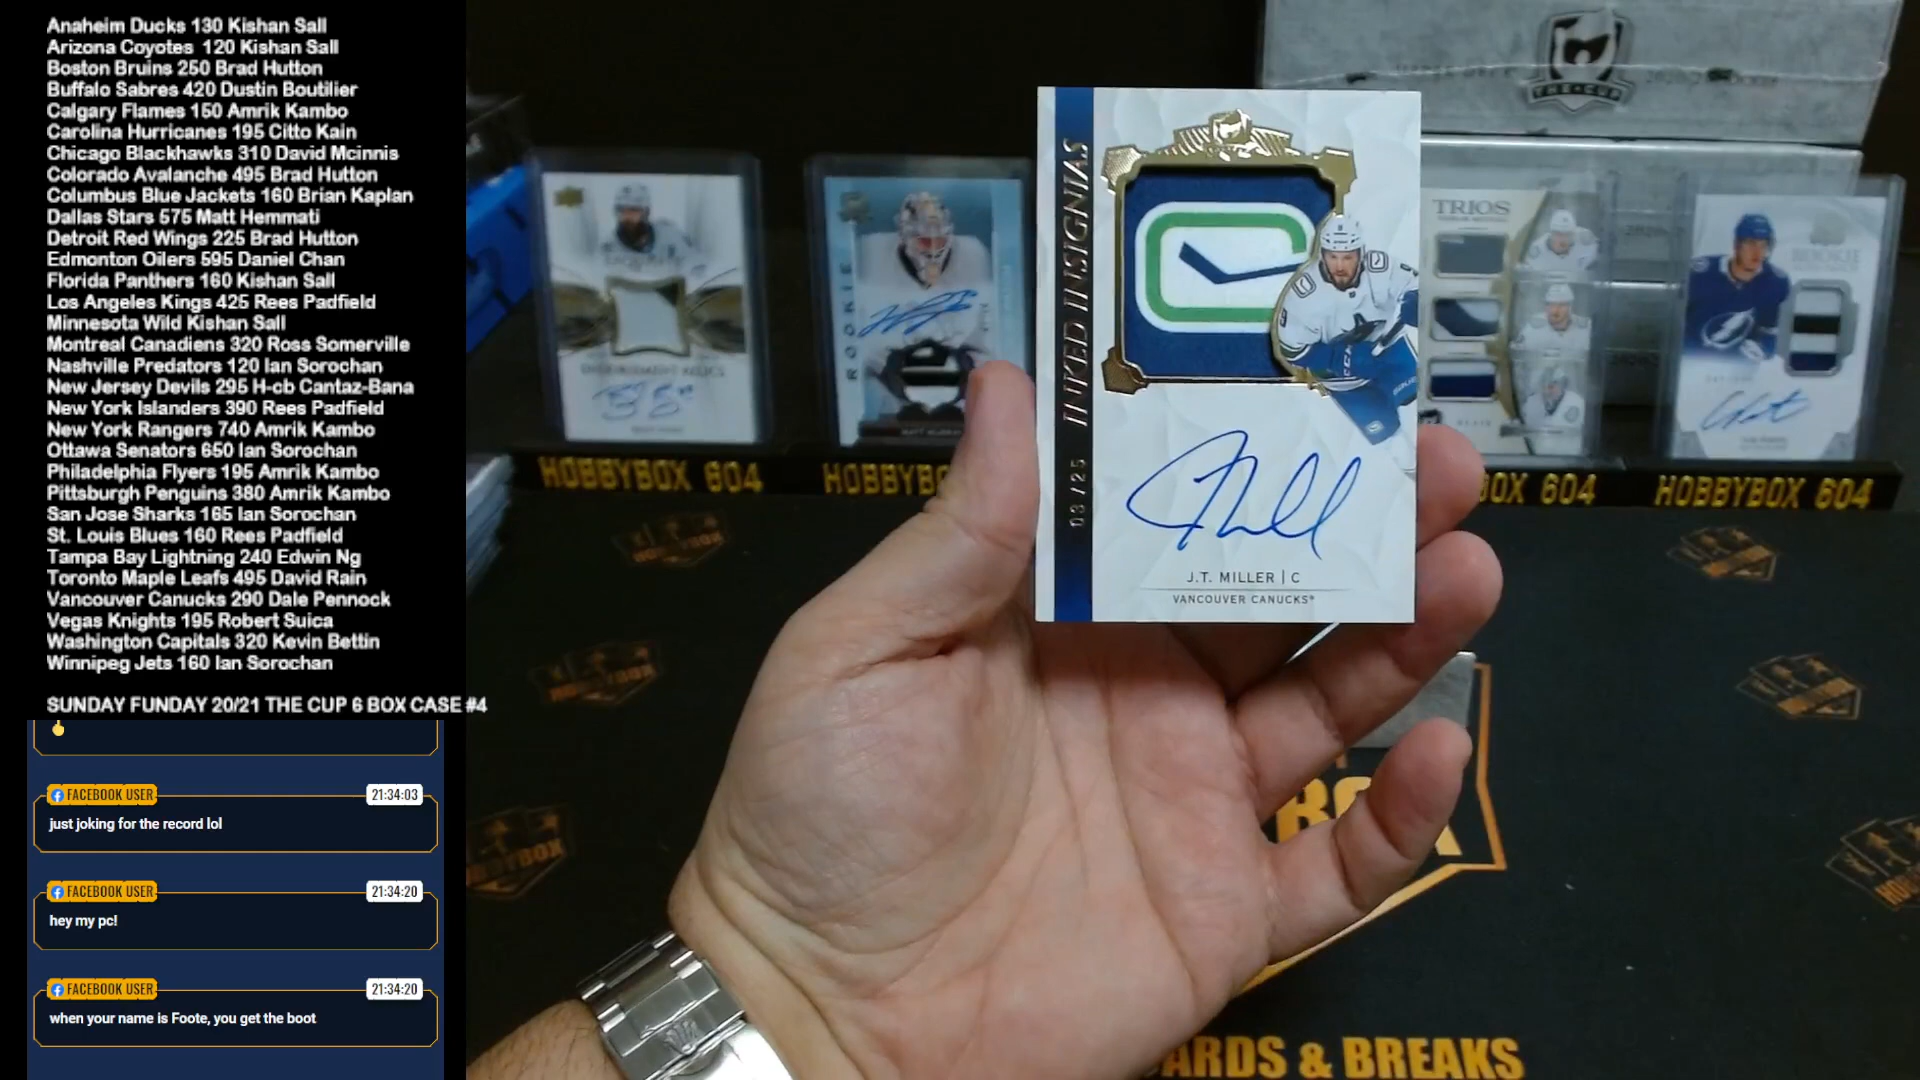 Anaheim Ducks 130 Kishan Sall
Arizona Coyotes 120 Kishan Sall
Boston Bruins 250 Brad Hutton
Buffalo Sabres 420 Dustin Boutilier
Calgary Flames 150 Amrik Kambo
Carolina Hurricanes 195 Citto Kain
Chicago Blackhawks 310 David Mcinnis
Colorado Avalanche 495 Brad Hutton
Columbus Blue Jackets 160 Brian Kaplan
Dallas Stars 575 Matt Hemmati
Detroit Red Wings 225 Brad Hutton
Edmonton Oilers 595 Daniel Chan
Florida Panthers 160 Kishan Sall
Los Angeles Kings 425 Rees Padfield
Minnesota Wild Kishan Sall
Montreal Canadiens 320 Ross Somerville
Nashville Predators 120 Ian Sorochan
New Jersey Devils 295 H-cb Cantaz-Bana
New York Islanders 390 Rees Padfield
New York Rangers 740 Amrik Kambo
Ottawa Senators 650 Ian Sorochan
Philadelphia Flyers 195 Amrik Kambo
Pittsburgh Penguins 380 Amrik Kambo
San Jose Sharks 165 Ian Sorochan
St. Louis Blues 160 Rees Padfield
Tampa Bay Lightning 240 Edwin Ng
Toronto Maple Leafs 495 David Rain
Vancouver Canucks 290 Dale Pennock
Vegas Knights 195 Robert Suica
Washington Capitals 320 Kevin Bettin
Winnipeg Jets 160 Ian Sorochan
SUNDAY FUNDAY 20/21 THE CUP 6 BOX CASE #4
FACEBOOK USER 21:34:03
just joking for the record lol
FACEBOOK USER 21:34:20
hey my pc!
FACEBOOK USER 21:34:20
when your name is Foote, you get the boot
THE CUP
INKED INSIGNIAS
03/25
J.T. MILLER | C
VANCOUVER CANUCKS
ROOKIE
TRIOS
HOBBYBOX 604
HOBBYB
OX 604
HOBBYBOX 604
HOBBYBOX
ARDS & BREAKS